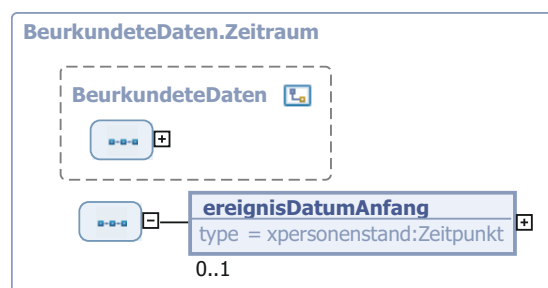 BeurkundeteDaten.Zeitraum
BeurkundeteDaten
ereignisDatumAnfang
type = xpersonenstand:Zeitpunkt
0..1